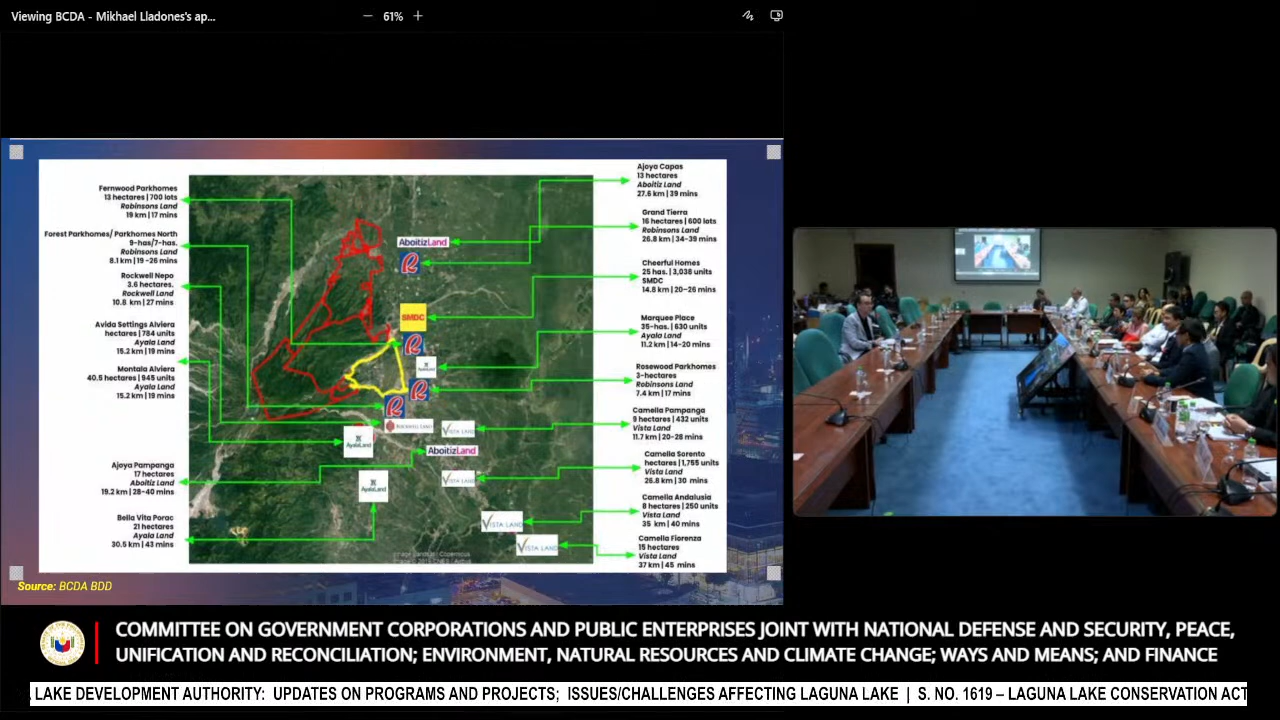 Viewing BCDA - Mikhael Lladones's ap...
61%
Fernwood Parkhomes
13 hectares | 700 lots
Robinsons Land
19 km | 17 mins
Forest Parkhomes/ Parkhomes North
9-has/7-has.
Robinsons Land
8.1 km | 19 -26 mins
Rockwell Nepo
3.6 hectares.
Rockwell Land
10.8 km | 27 mins
Avida Settings Alviera
hectares | 784 units
Ayala Land
15.2 km | 19 mins
Montala Alviera
40.5 hectares | 945 units
Ayala Land
15.2 km | 19 mins
Ajoya Pampanga
17 hectares
Aboitiz Land
19.2 km | 28-40 mins
Bella Vita Porac
21 hectares
Ayala Land
30.5 km | 43 mins
AboitizLand
R
SMDC
R
R
R
ROCKWELL LAND
AyalaLand
VISTA LAND
AboitizLand
VISTA LAND
AyalaLand
VISTA LAND
VISTA LAND
Ajoya Capas
13 hectares
Aboitiz Land
27.6 km | 39 mins
Grand Tierra
16 hectares | 600 lots
Robinsons Land
26.8 km | 34-39 mins
Cheerful Homes
25 has. | 3,038 units
SMDC
14.8 km | 20-26 mins
Marquee Place
35-has. | 630 units
Ayala Land
11.2 km | 14-20 mins
Rosewood Parkhomes
3-hectares
Robinsons Land
7.4 km | 17 mins
Camella Pampanga
9 hectares | 432 units
Vista Land
11.7 km | 20-28 mins
Camella Sorento
hectares | 1,755 units
Vista Land
26.8 km | 30 mins
Camella Andalusia
8 hectares | 250 units
Vista Land
35 km | 40 mins
Camella Fiorenza
15 hectares
Vista Land
37 km | 45 mins
Source: BCDA BDD
COMMITTEE ON GOVERNMENT CORPORATIONS AND PUBLIC ENTERPRISES JOINT WITH NATIONAL DEFENSE AND SECURITY, PEACE,
UNIFICATION AND RECONCILIATION; ENVIRONMENT, NATURAL RESOURCES AND CLIMATE CHANGE; WAYS AND MEANS; AND FINANCE
LAKE DEVELOPMENT AUTHORITY: UPDATES ON PROGRAMS AND PROJECTS; ISSUES/CHALLENGES AFFECTING LAGUNA LAKE | S. NO. 1619 – LAGUNA LAKE CONSERVATION ACT